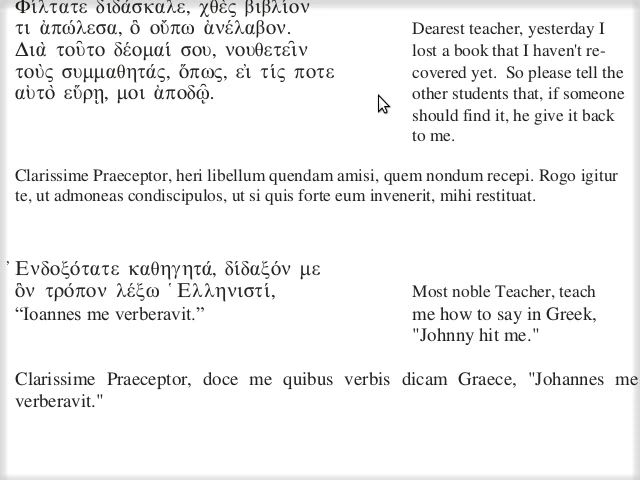 Φίλτατε διδάσκαλε, χθὲς βιβλίον
τι ἀπώλεσα, ὃ οὔπω ἀνέλαβον.
Διὰ τοῦτο δέομαί σου, νουθετεῖν
τοὺς συμμαθητάς, ὅπως, εἰ τίς ποτε
αὐτὸ εὕρῃ, μοι ἀποδῷ.
Dearest teacher, yesterday I
lost a book that I haven't re-
covered yet.  So please tell the
other students that, if someone
should find it, he give it back
to me.
Clarissime Praeceptor, heri libellum quendam amisi, quem nondum recepi. Rogo igitur
te, ut admoneas condiscipulos, ut si quis forte eum invenerit, mihi restituat.
Ἐνδοξότατε καθηγητά, δίδαξόν με
ὃν τρόπον λέξω Ἑλληνιστί,
“Ioannes me verberavit.”
Most noble Teacher, teach
me how to say in Greek,
"Johnny hit me."
Clarissime Praeceptor, doce me quibus verbis dicam Graece, "Johannes me
verberavit."